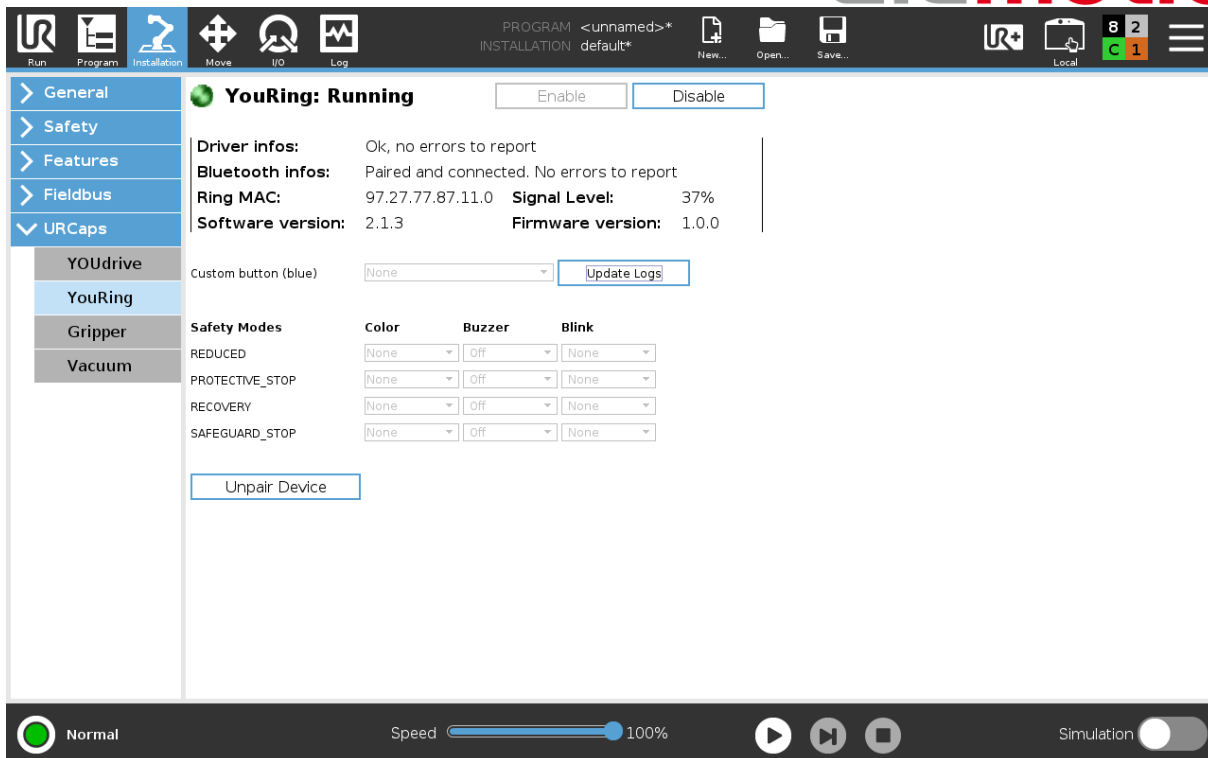 PROGRAM <unnamed>*
INSTALLATION default*
Run Program Installation Move I/O Log New... Open... Save... UR+ Local 8 2 C 1
General
Safety
Features
Fieldbus
URCaps
YOUdrive
YouRing
Gripper
Vacuum
YouRing: Running Enable Disable
Driver infos: Ok, no errors to report
Bluetooth infos: Paired and connected. No errors to report
Ring MAC: 97.27.77.87.11.0 Signal Level: 37%
Software version: 2.1.3 Firmware version: 1.0.0
Custom button (blue) None Update Logs
Safety Modes Color Buzzer Blink
REDUCED None Off None
PROTECTIVE_STOP None Off None
RECOVERY None Off None
SAFEGUARD_STOP None Off None
Unpair Device
Normal Speed 100% Simulation